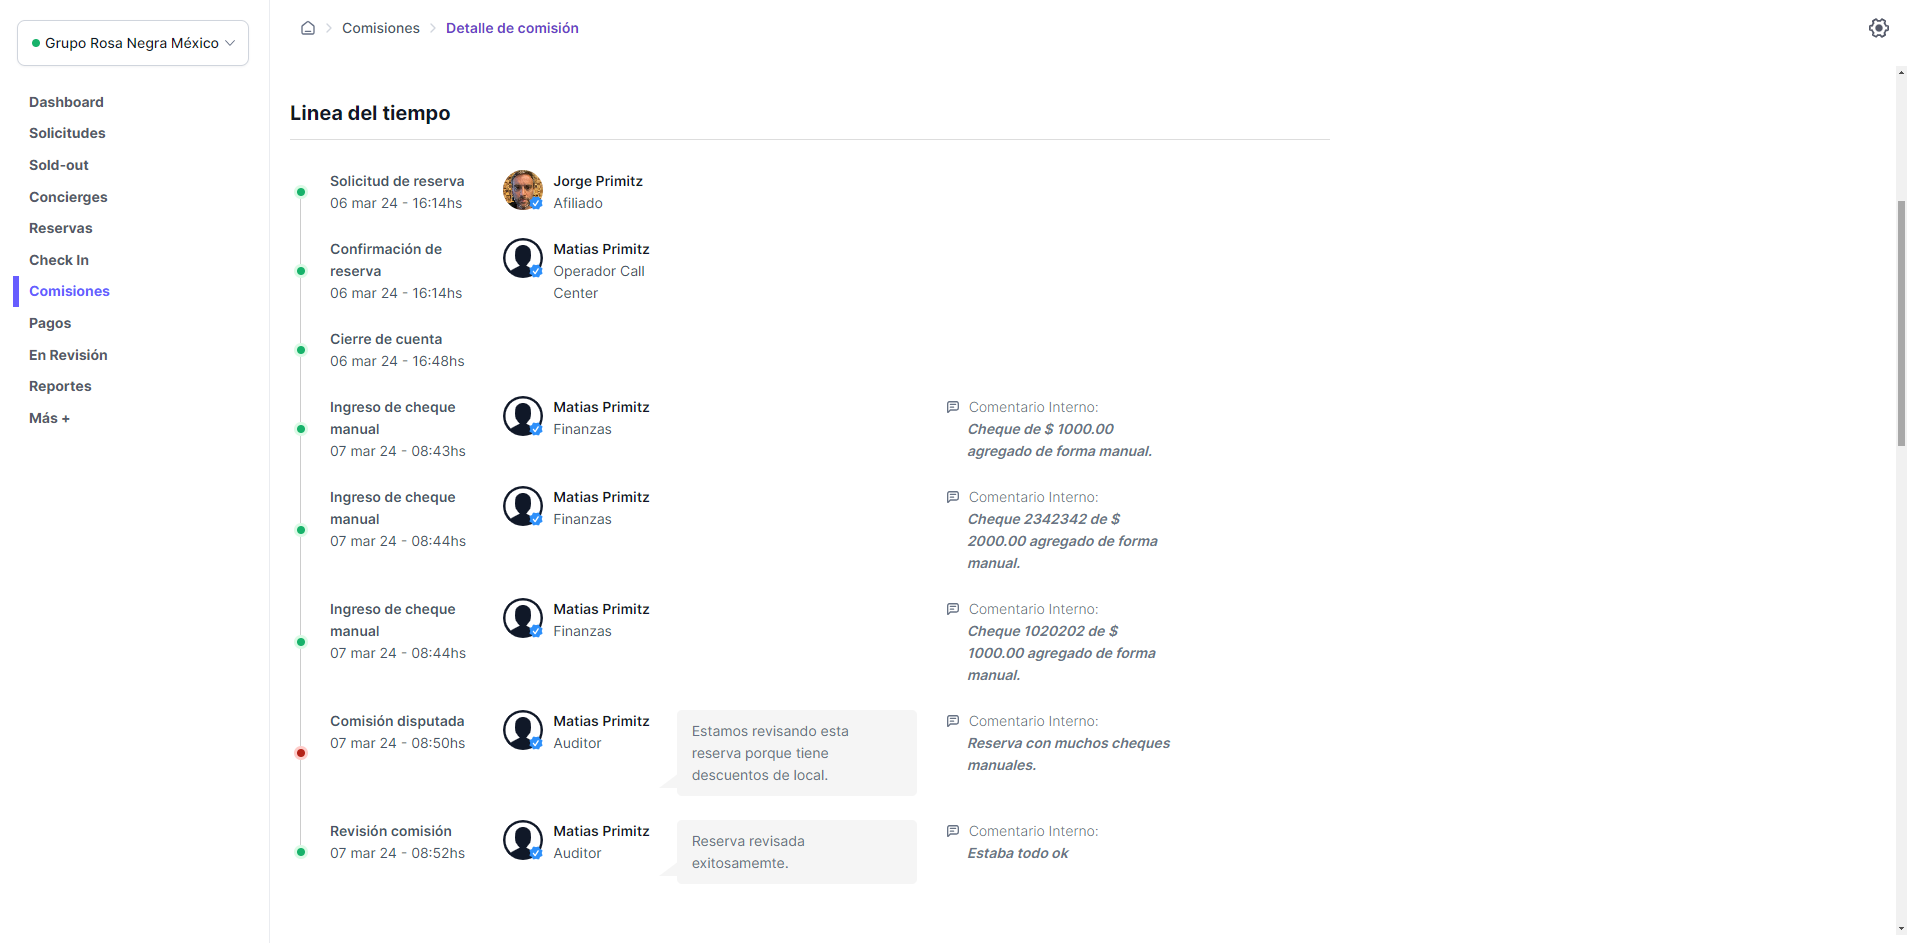 Grupo Rosa Negra México
Comisiones
Detalle de comisión
Dashboard
Solicitudes
Sold-out
Concierges
Reservas
Check In
Comisiones
Pagos
En Revisión
Reportes
Más +
Linea del tiempo
Solicitud de reserva
06 mar 24 - 16:14hs
Jorge Primitz
Afiliado
Confirmación de
reserva
06 mar 24 - 16:14hs
Matias Primitz
Operador Call
Center
Cierre de cuenta
06 mar 24 - 16:48hs
Ingreso de cheque
manual
07 mar 24 - 08:43hs
Matias Primitz
Finanzas
Comentario Interno:
Cheque de $ 1000.00
agregado de forma manual.
Ingreso de cheque
manual
07 mar 24 - 08:44hs
Matias Primitz
Finanzas
Comentario Interno:
Cheque 2342342 de $
2000.00 agregado de forma
manual.
Ingreso de cheque
manual
07 mar 24 - 08:44hs
Matias Primitz
Finanzas
Comentario Interno:
Cheque 1020202 de $
1000.00 agregado de forma
manual.
Comisión disputada
07 mar 24 - 08:50hs
Matias Primitz
Auditor
Estamos revisando esta
reserva porque tiene
descuentos de local.
Comentario Interno:
Reserva con muchos cheques
manuales.
Revisión comisión
07 mar 24 - 08:52hs
Matias Primitz
Auditor
Reserva revisada
exitosamemte.
Comentario Interno:
Estaba todo ok